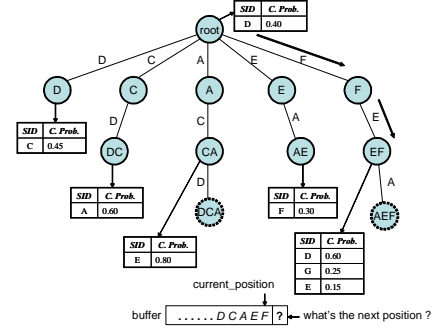 SID C. Prob.
D 0.40
root
D C A E F
D C A E F
SID C. Prob.
C 0.45
D C A E
DC CA AE EF
SID C. Prob.
A 0.60
D A
DCA AEF
SID C. Prob.
F 0.30
SID C. Prob.
E 0.80
SID C. Prob.
D 0.60
G 0.25
E 0.15
current_position
buffer ...... D C A E F ? what's the next position ?